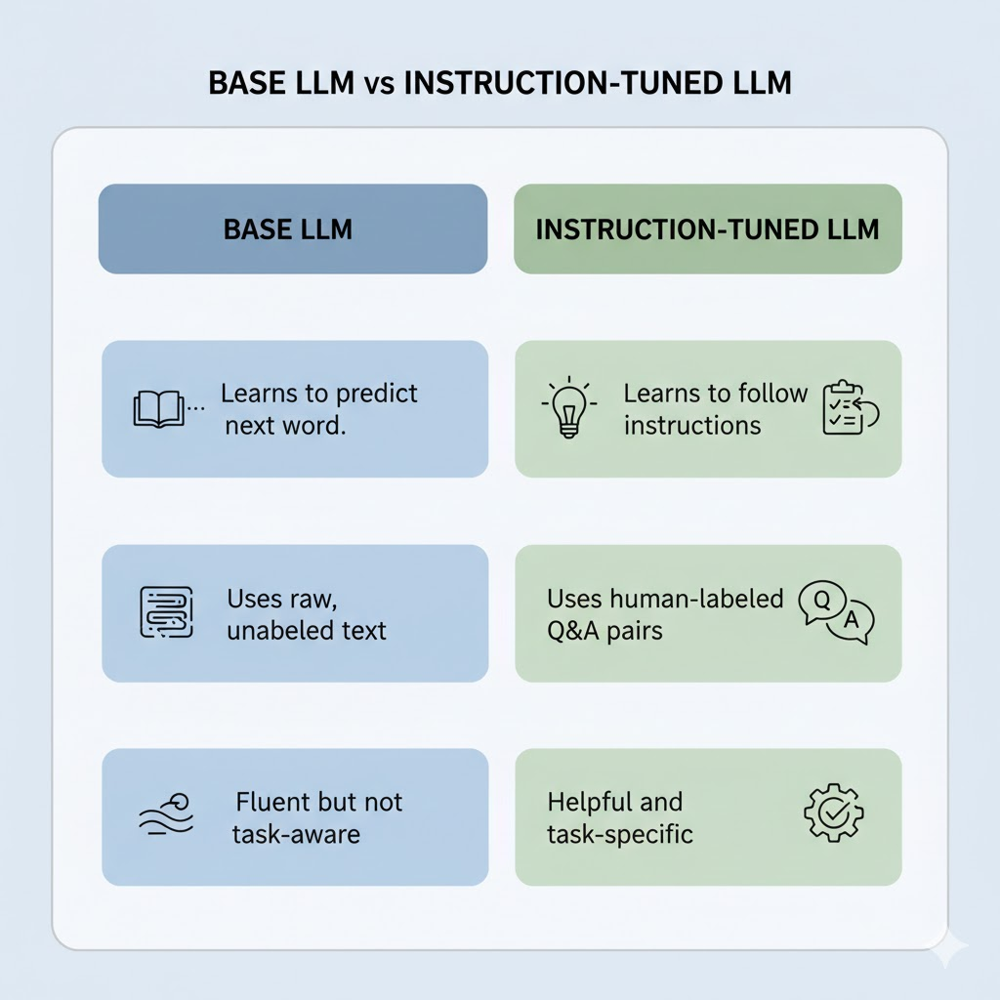 BASE LLM vs INSTRUCTION-TUNED LLM
BASE LLM
INSTRUCTION-TUNED LLM
Learns to predict
next word.
Learns to follow
instructions
Uses raw,
unabeled text
Uses human-labeled
Q&A pairs
Q
A
Fluent but not
task-aware
Helpful and
task-specific